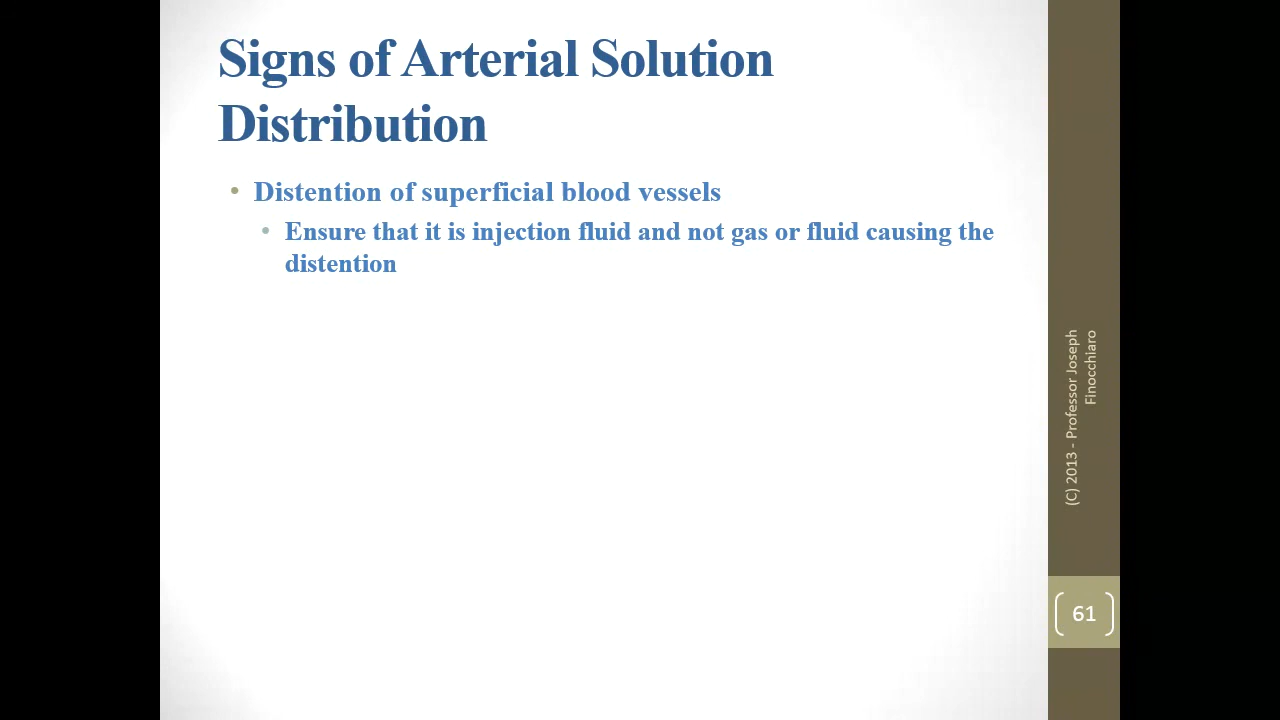 Signs of Arterial Solution
Distribution
• Distention of superficial blood vessels
• Ensure that it is injection fluid and not gas or fluid causing the
distention
(C) 2013 - Professor Joseph
Finocchiaro
61